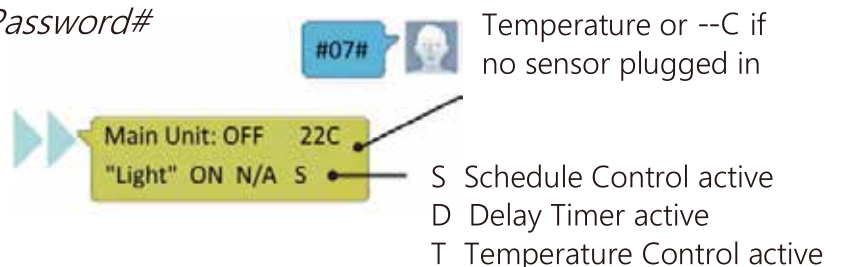 Password#
#07#
Temperature or --C if
no sensor plugged in
Main Unit: OFF 22C
"Light" ON N/A S
S Schedule Control active
D Delay Timer active
T Temperature Control active